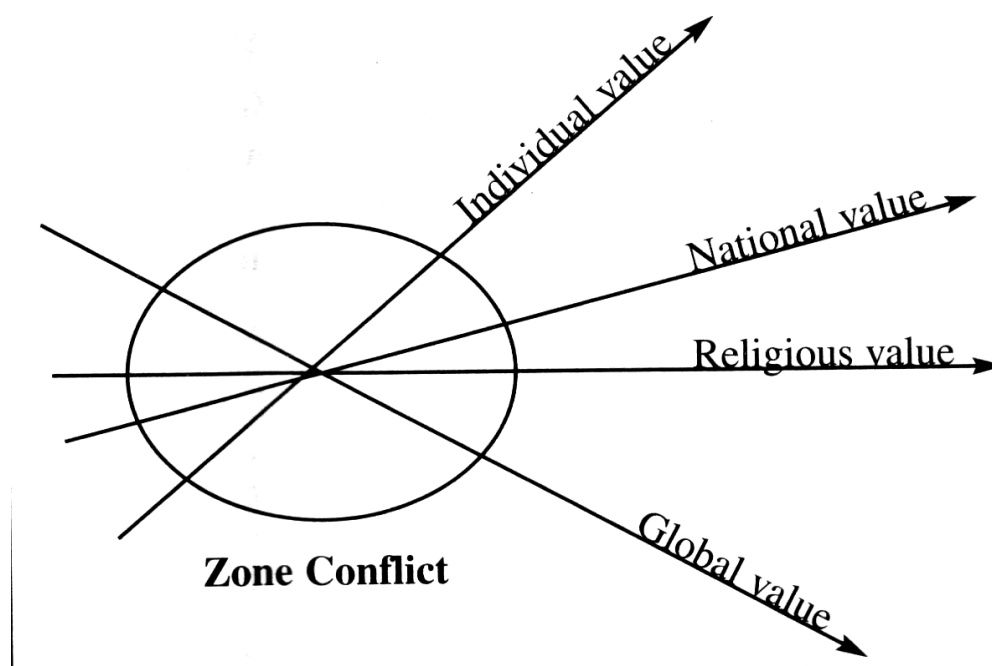 Individual value
National value
Religious value
Global value
Zone Conflict